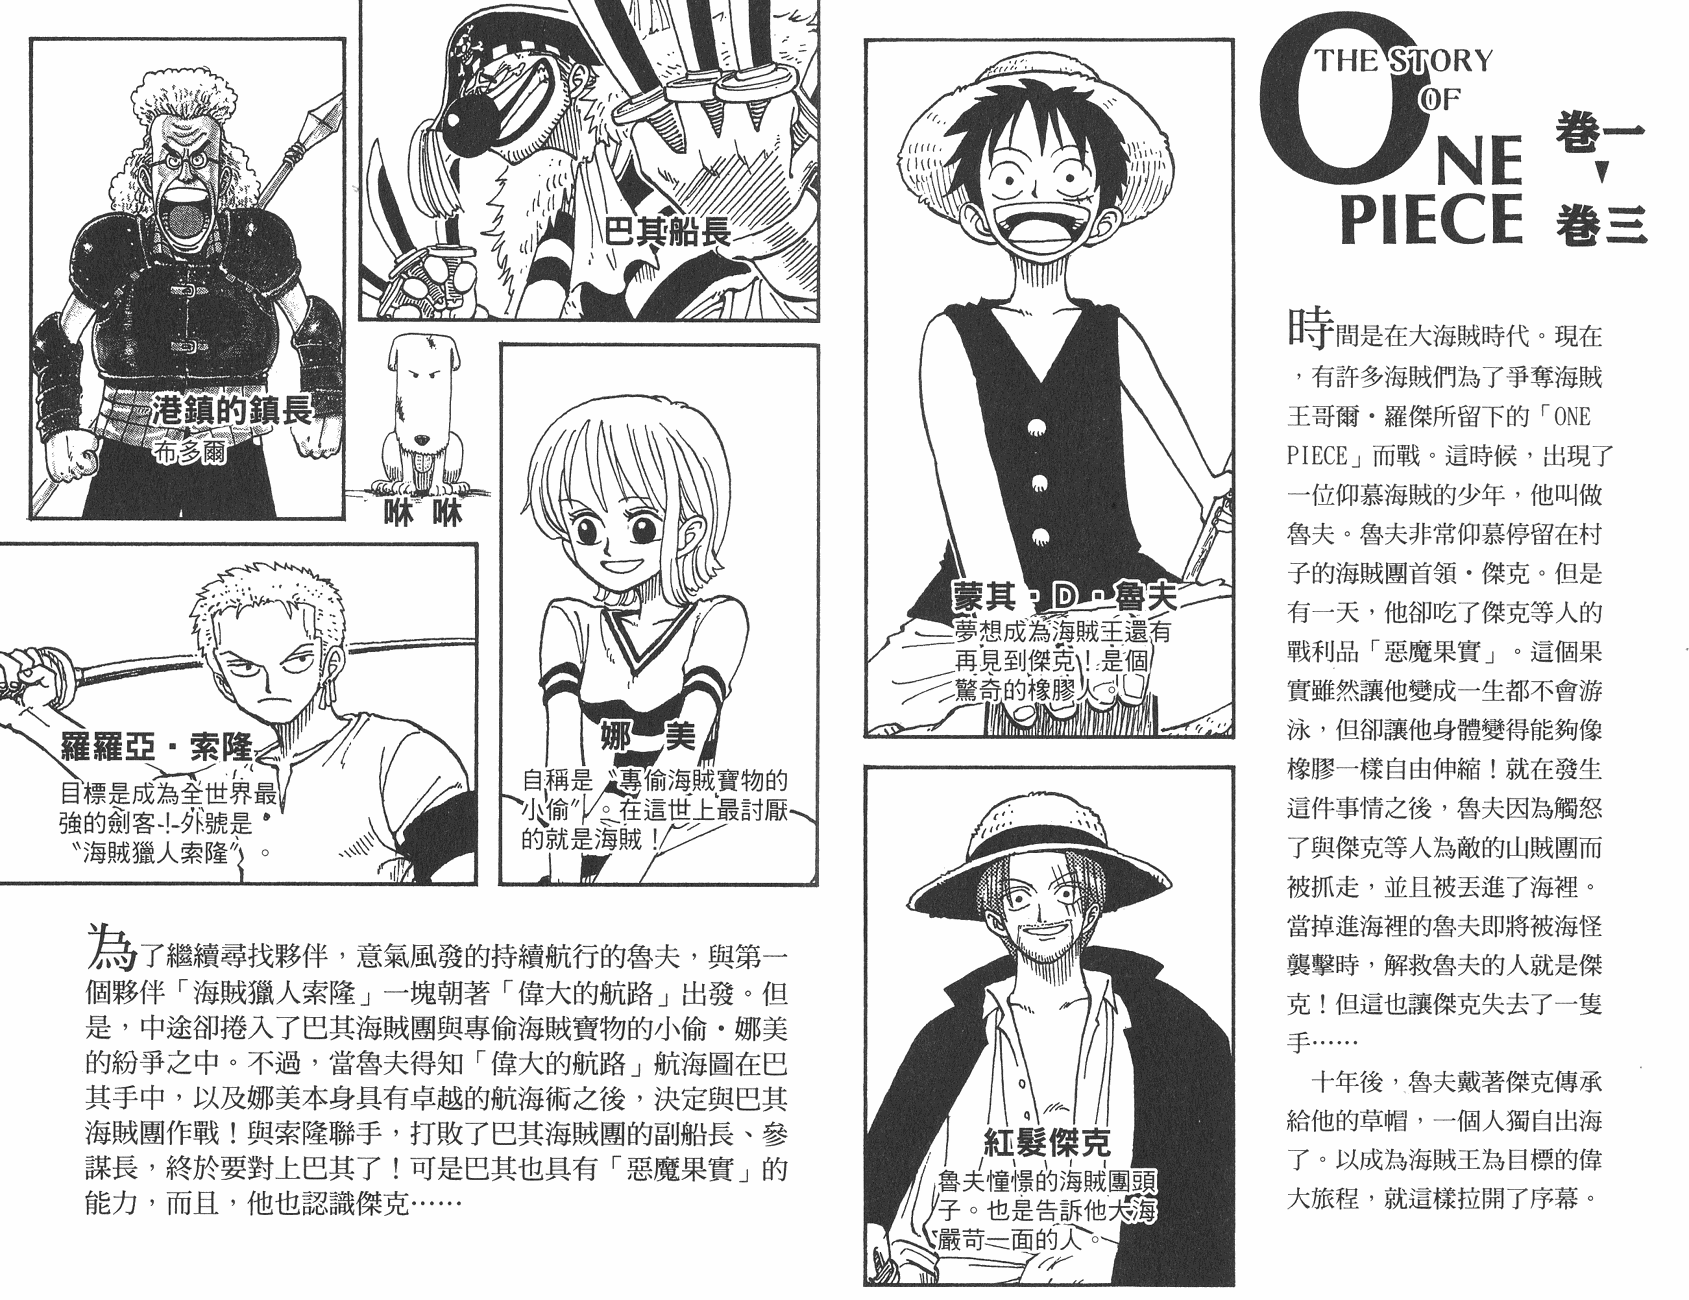 THE STORY
OF
ONE
PIECE
卷一
卷三
時間是在大海賊時代。現在
，有許多海賊們為了爭奪海賊
王哥爾・羅傑所留下的「ONE
PIECE」而戰。這時候，出現了
一位仰慕海賊的少年，他叫做
魯夫。魯夫非常仰慕停留在村
子的海賊團首領・傑克。但是
有一天，他卻吃了傑克等人的
戰利品「惡魔果實」。這個果
實雖然讓他變成一生都不會游
泳，但卻讓他身體變得能夠像
橡膠一樣自由伸縮！就在發生
這件事情之後，魯夫因為觸怒
了與傑克等人為敵的山賊團而
被抓走，並且被丟進了海裡。
當掉進海裡的魯夫即將被海怪
襲擊時，解救魯夫的人就是傑
克！但這也讓傑克失去了一隻
手……
十年後，魯夫戴著傑克傳承
給他的草帽，一個人獨自出海
了。以成為海賊王為目標的偉
大旅程，就這樣拉開了序幕。
蒙其・D・魯夫
夢想成為海賊王還有
再見到傑克！是個
驚奇的橡膠人。
紅髮傑克
魯夫憧憬的海賊團頭
子。也是告訴他大海
嚴苛一面的人。
巴其船長
港鎮的鎮長
布多爾
咻咻
娜美
自稱是〝專偷海賊寶物的
小偷〞。在這世上最討厭
的就是海賊！
羅羅亞・索隆
目標是成為全世界最
強的劍客！外號是
〝海賊獵人索隆〞。
為了繼續尋找夥伴，意氣風發的持續航行的魯夫，與第一
個夥伴「海賊獵人索隆」一塊朝著「偉大的航路」出發。但
是，中途卻捲入了巴其海賊團與專偷海賊寶物的小偷・娜美
的紛爭之中。不過，當魯夫得知「偉大的航路」航海圖在巴
其手中，以及娜美本身具有卓越的航海術之後，決定與巴其
海賊團作戰！與索隆聯手，打敗了巴其海賊團的副船長、參
謀長，終於要對上巴其了！可是巴其也具有「惡魔果實」的
能力，而且，他也認識傑克……